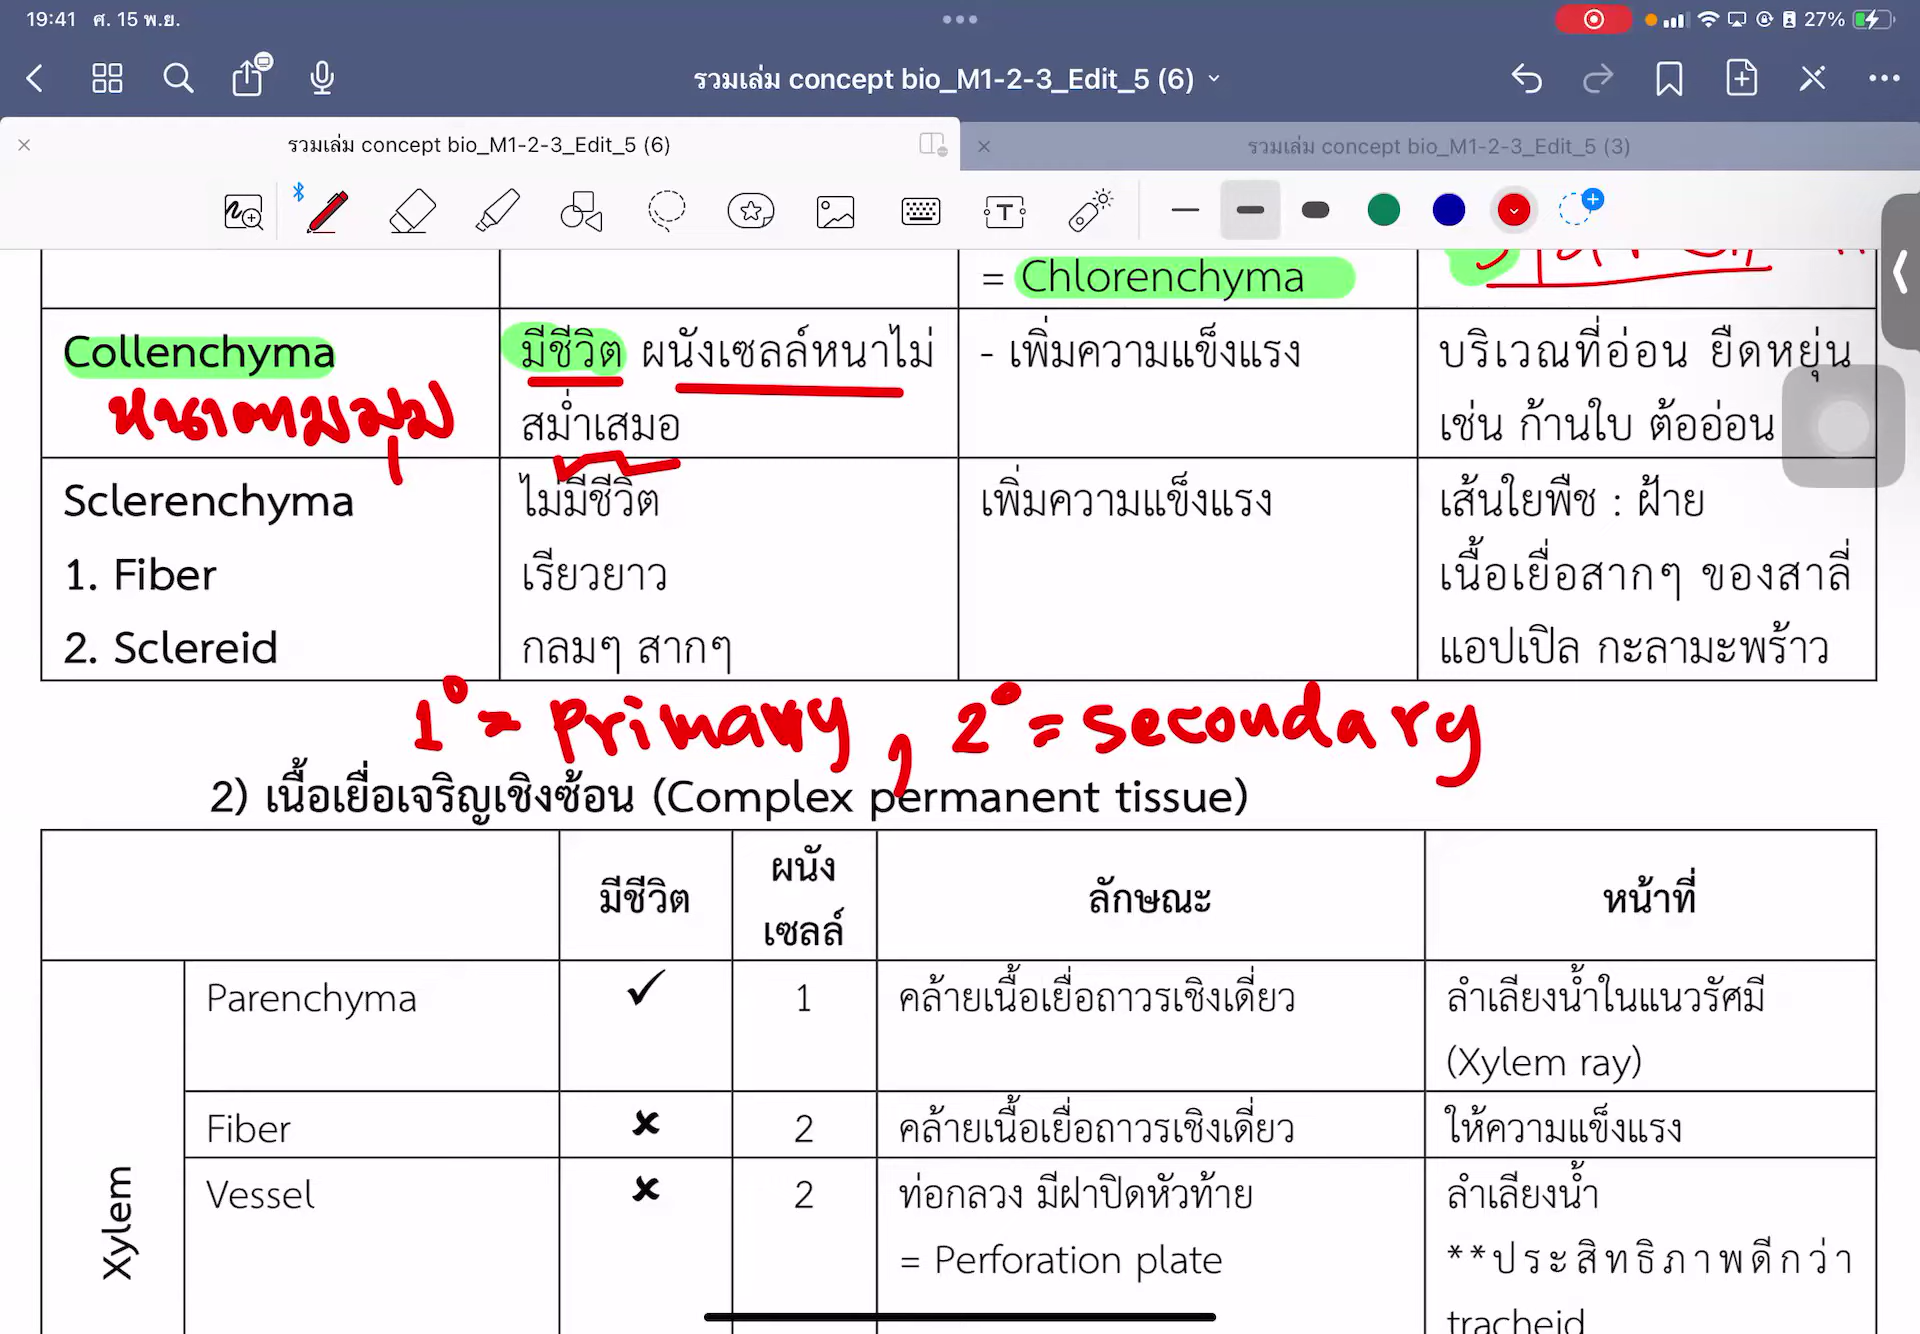 19:41 ศ. 15 พ.ย.
27%
รวมเล่ม concept bio_M1-2-3_Edit_5 (6)
รวมเล่ม concept bio_M1-2-3_Edit_5 (6)
รวมเล่ม concept bio_M1-2-3_Edit_5 (3)
= Chlorenchyma
Collenchyma
หนาตามมุม
มีชีวิต ผนังเซลล์หนาไม่
สม่ำเสมอ
- เพิ่มความแข็งแรง
บริเวณที่อ่อน ยืดหยุ่น
เช่น ก้านใบ ต้ออ่อน
Sclerenchyma
1. Fiber
2. Sclereid
ไม่มีชีวิต
เรียวยาว
กลมๆ สากๆ
เพิ่มความแข็งแรง
เส้นใยพืช : ฝ้าย
เนื้อเยื่อสากๆ ของสาลี่
แอปเปิล กะลามะพร้าว
1° = Primary , 2° = secondary
2) เนื้อเยื่อเจริญเชิงซ้อน (Complex permanent tissue)
มีชีวิต
ผนัง
เซลล์
ลักษณะ
หน้าที่
Xylem
Parenchyma
✓
1
คล้ายเนื้อเยื่อถาวรเชิงเดี่ยว
ลำเลียงน้ำในแนวรัศมี
(Xylem ray)
Fiber
✘
2
คล้ายเนื้อเยื่อถาวรเชิงเดี่ยว
ให้ความแข็งแรง
Vessel
✘
2
ท่อกลวง มีฝาปิดหัวท้าย
= Perforation plate
ลำเลียงน้ำ
**ประสิทธิภาพดีกว่า
tracheid